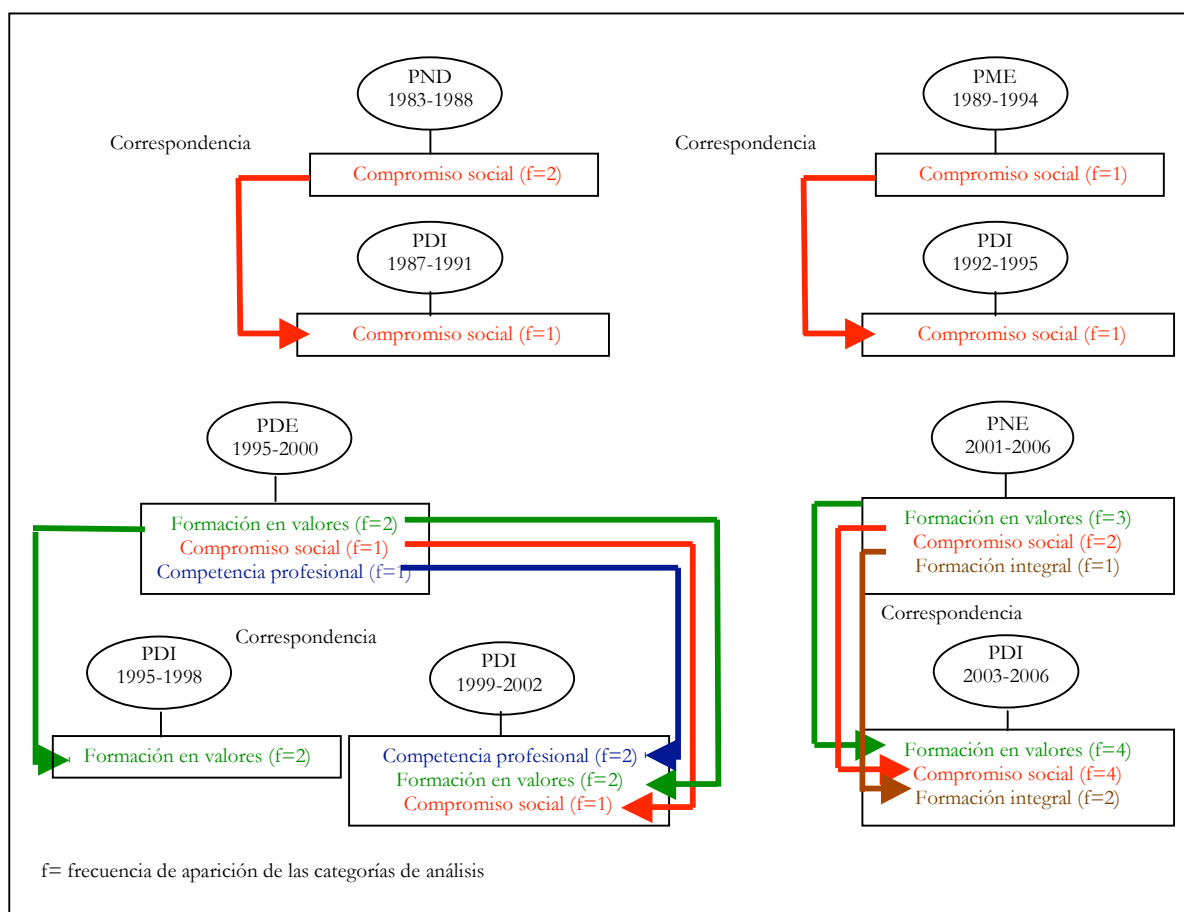 PND
1983-1988
Correspondencia
Compromiso social (f=2)
PDI
1987-1991
Compromiso social (f=1)
PME
1989-1994
Correspondencia
Compromiso social (f=1)
PDI
1992-1995
Compromiso social (f=1)
PDE
1995-2000
Formación en valores (f=2)
Compromiso social (f=1)
Competencia profesional (f=1)
Correspondencia
PDI
1995-1998
Formación en valores (f=2)
PDI
1999-2002
Competencia profesional (f=2)
Formación en valores (f=2)
Compromiso social (f=1)
PNE
2001-2006
Formación en valores (f=3)
Compromiso social (f=2)
Formación integral (f=1)
Correspondencia
PDI
2003-2006
Formación en valores (f=4)
Compromiso social (f=4)
Formación integral (f=2)
f= frecuencia de aparición de las categorías de análisis